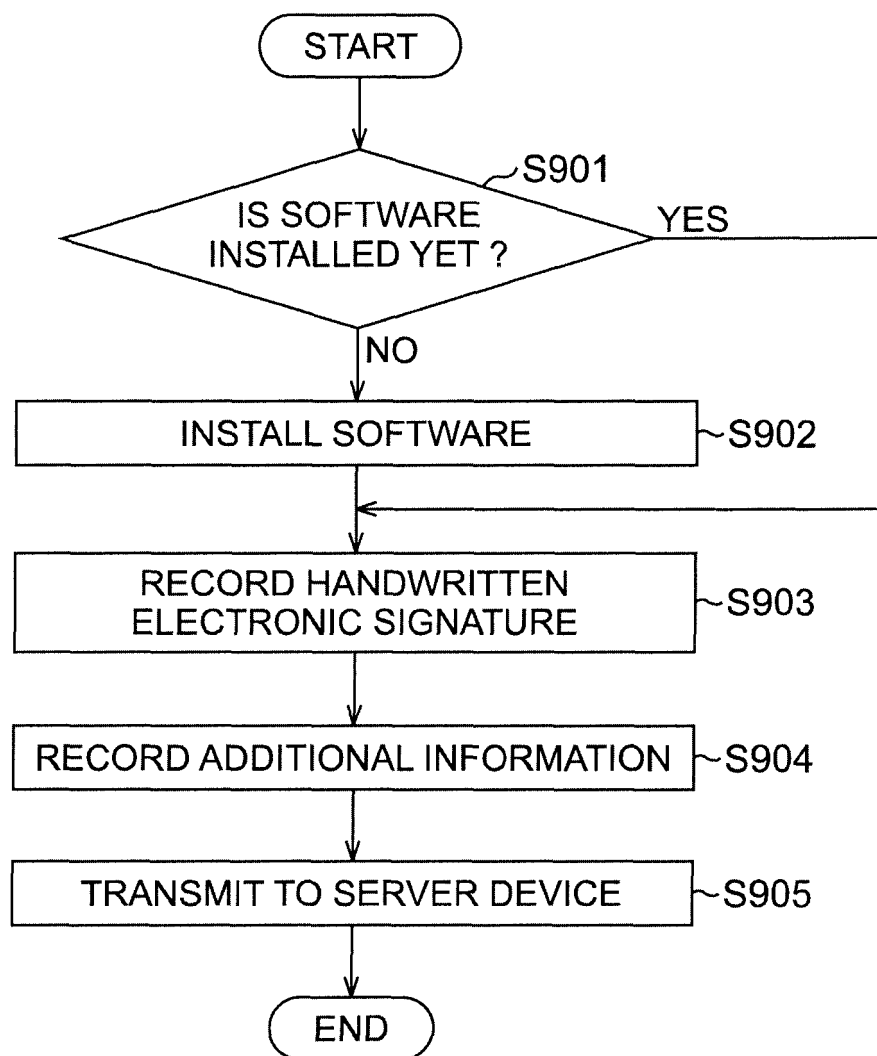 START
S901
IS SOFTWARE
INSTALLED YET ?
YES
NO
INSTALL SOFTWARE
S902
RECORD HANDWRITTEN
ELECTRONIC SIGNATURE
S903
RECORD ADDITIONAL INFORMATION
S904
TRANSMIT TO SERVER DEVICE
S905
END